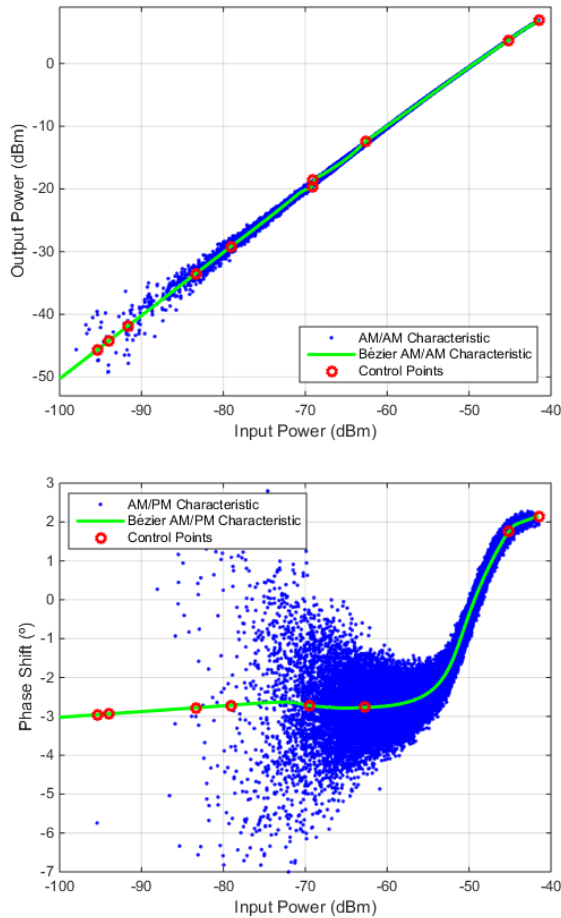 0
-10
-20
-30
-40
-50
Output Power (dBm)
AM/AM Characteristic
Bézier AM/AM Characteristic
Control Points
-100 -90 -80 -70 -60 -50 -40
Input Power (dBm)
3
2
1
0
-1
-2
-3
-4
-5
-6
-7
Phase Shift (º)
AM/PM Characteristic
Bézier AM/PM Characteristic
Control Points
-100 -90 -80 -70 -60 -50 -40
Input Power (dBm)